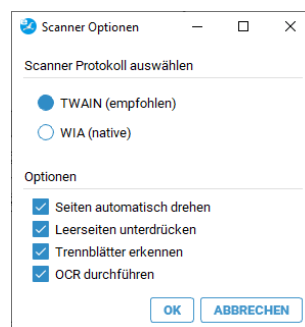 Scanner Optionen
Scanner Protokoll auswählen
TWAIN (empfohlen)
WIA (native)
Optionen
Seiten automatisch drehen
Leerseiten unterdrücken
Trennblätter erkennen
OCR durchführen
OK ABBRECHEN